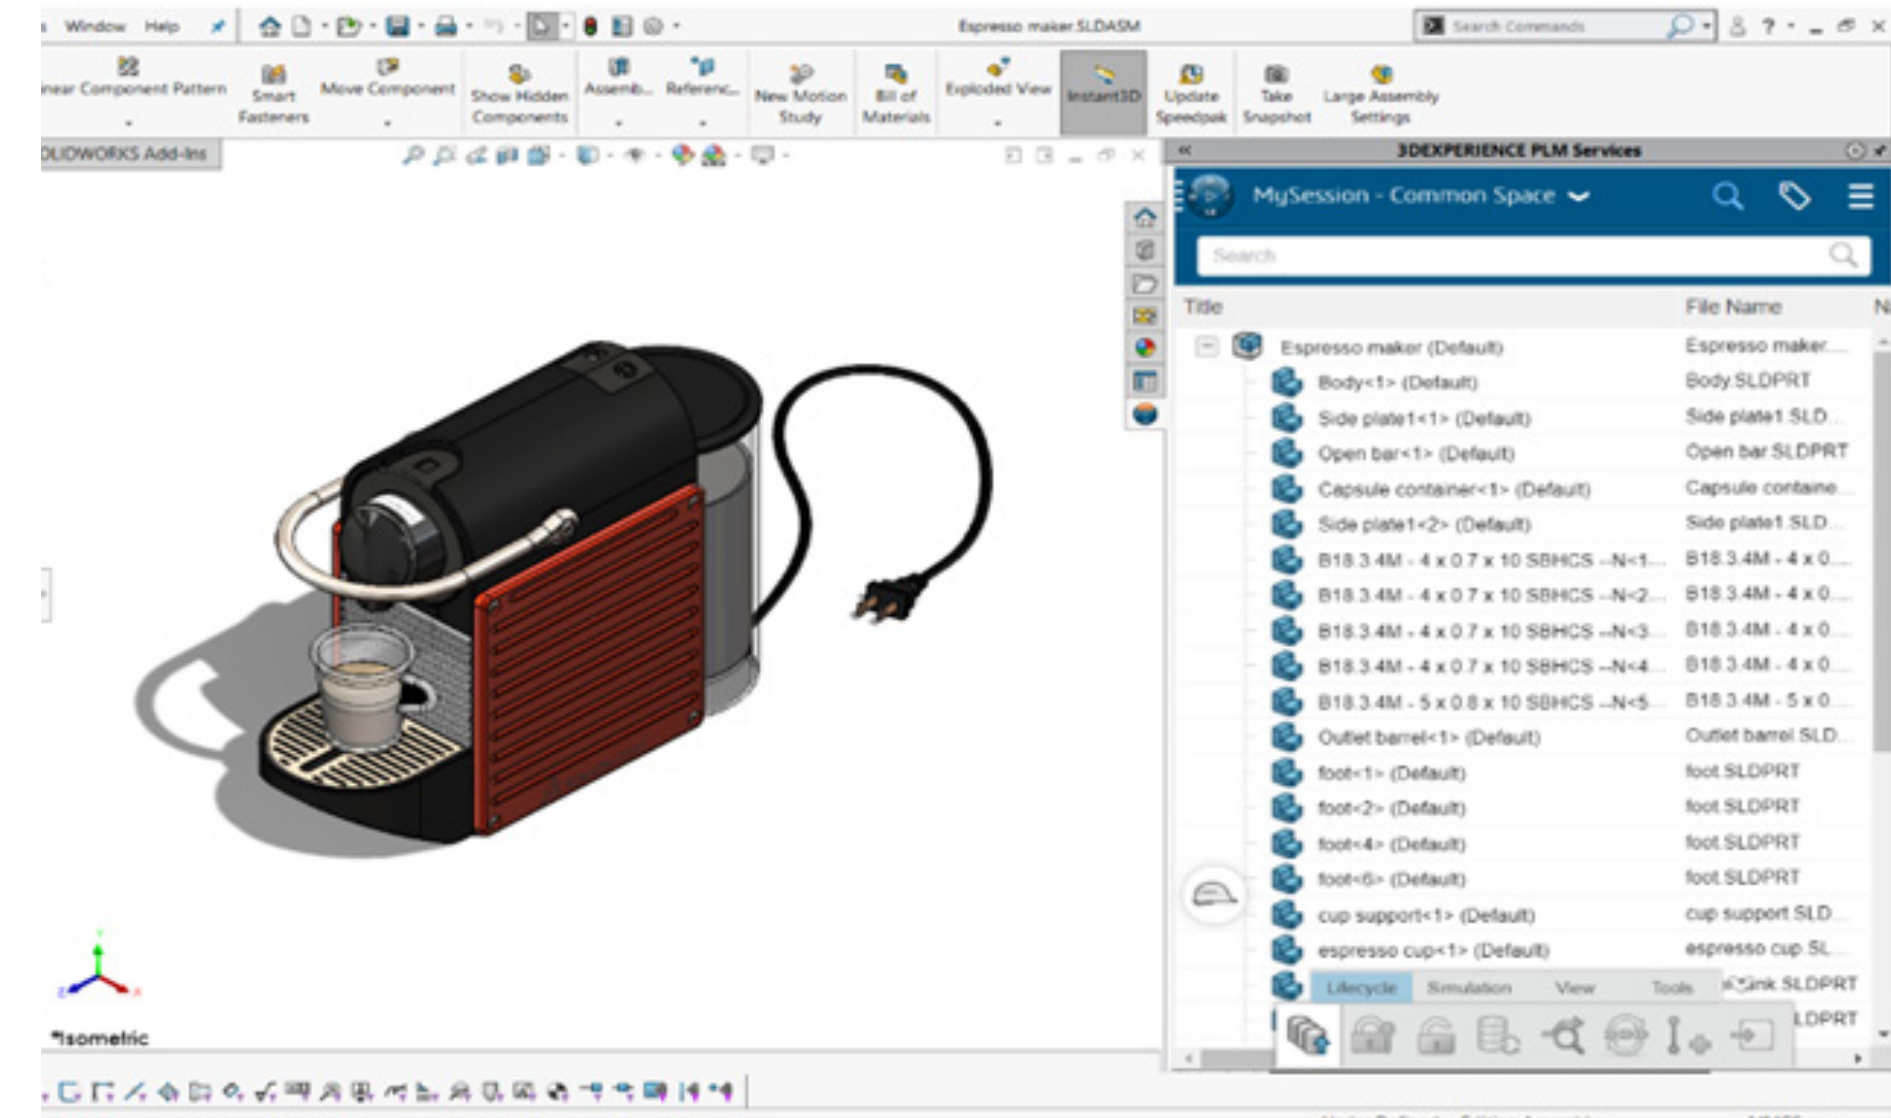 Window Help
Espresso maker.SLDASM
Search Commands
?
near Component Pattern
Smart Fasteners
Move Component
Show Hidden Components
Assemb...
Referenc...
New Motion Study
Bill of Materials
Exploded View
Instant3D
Update Speedpak
Take Snapshot
Large Assembly Settings
OLIDWORKS Add-Ins
3DEXPERIENCE PLM Services
MySession - Common Space
Search
Title File Name N
Espresso maker (Default) Espresso maker....
Body<1> (Default) Body.SLDPRT
Side plate1<1> (Default) Side plate1.SLD...
Open bar<1> (Default) Open bar.SLDPRT
Capsule container<1> (Default) Capsule containe...
Side plate1<2> (Default) Side plate1.SLD...
B18.3.4M - 4 x 0.7 x 10 SBHCS --N<1... B18.3.4M - 4 x 0....
B18.3.4M - 4 x 0.7 x 10 SBHCS --N<2... B18.3.4M - 4 x 0....
B18.3.4M - 4 x 0.7 x 10 SBHCS --N<3... B18.3.4M - 4 x 0....
B18.3.4M - 4 x 0.7 x 10 SBHCS --N<4... B18.3.4M - 4 x 0....
B18.3.4M - 5 x 0.8 x 10 SBHCS --N<5... B18.3.4M - 5 x 0....
Outlet barrel<1> (Default) Outlet barrel.SLD...
foot<1> (Default) foot.SLDPRT
foot<2> (Default) foot.SLDPRT
foot<4> (Default) foot.SLDPRT
foot<6> (Default) foot.SLDPRT
cup support<1> (Default) cup support.SLD...
espresso cup<1> (Default) espresso cup.SL...
Lifecycle Simulation View Tools ink.SLDPRT
LDPRT
Y
Z X
*Isometric